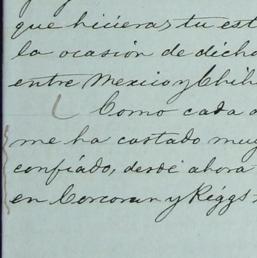 que hicieras, tu est
la ocasión de dicho
entre Mexico y Chih
Como cada a
me ha costado muy
confiado, desde ahora
en Corcoran y Riggs